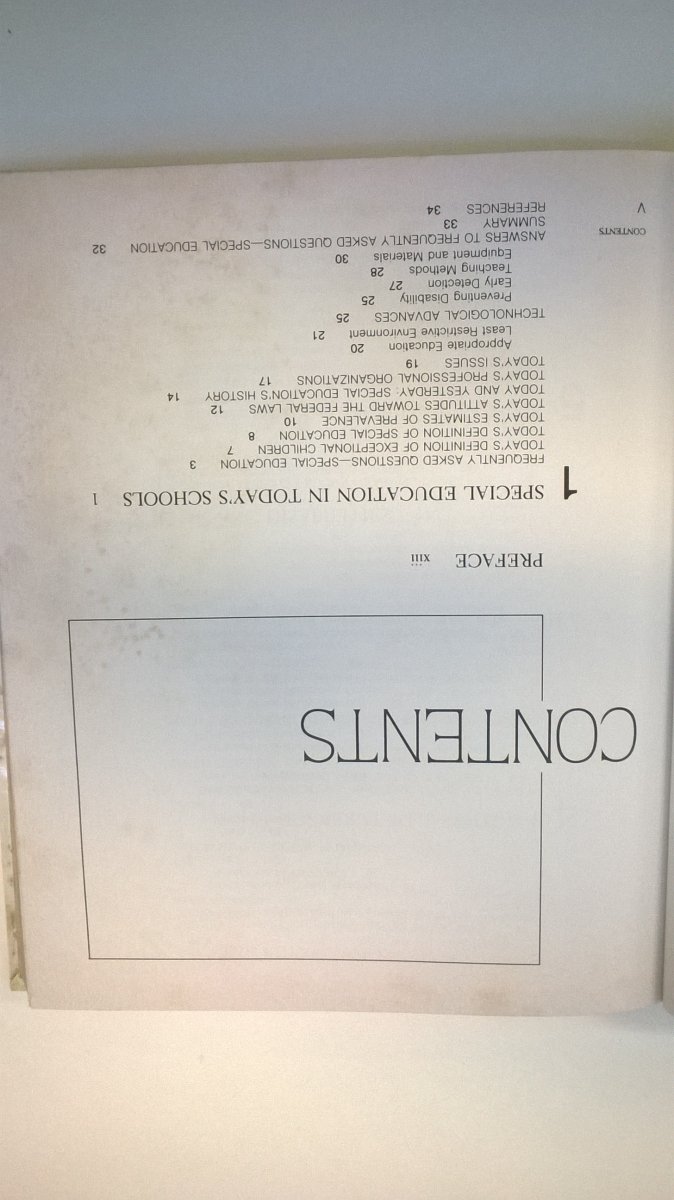 CONTENTS
PREFACE xiii
1 SPECIAL EDUCATION IN TODAY'S SCHOOLS 1
FREQUENTLY ASKED QUESTIONS—SPECIAL EDUCATION 3
TODAY'S DEFINITION OF EXCEPTIONAL CHILDREN 7
TODAY'S DEFINITION OF SPECIAL EDUCATION 8
TODAY'S ESTIMATES OF PREVALENCE 10
TODAY'S ATTITUDES TOWARD THE FEDERAL LAWS 12
TODAY AND YESTERDAY: SPECIAL EDUCATION'S HISTORY 14
TODAY'S PROFESSIONAL ORGANIZATIONS 17
TODAY'S ISSUES 19
Appropriate Education 20
Least Restrictive Environment 21
TECHNOLOGICAL ADVANCES 25
Preventing Disability 25
Early Detection 27
Teaching Methods 28
Equipment and Materials 30
ANSWERS TO FREQUENTLY ASKED QUESTIONS—SPECIAL EDUCATION 32
SUMMARY 33
REFERENCES 34
CONTENTS
V